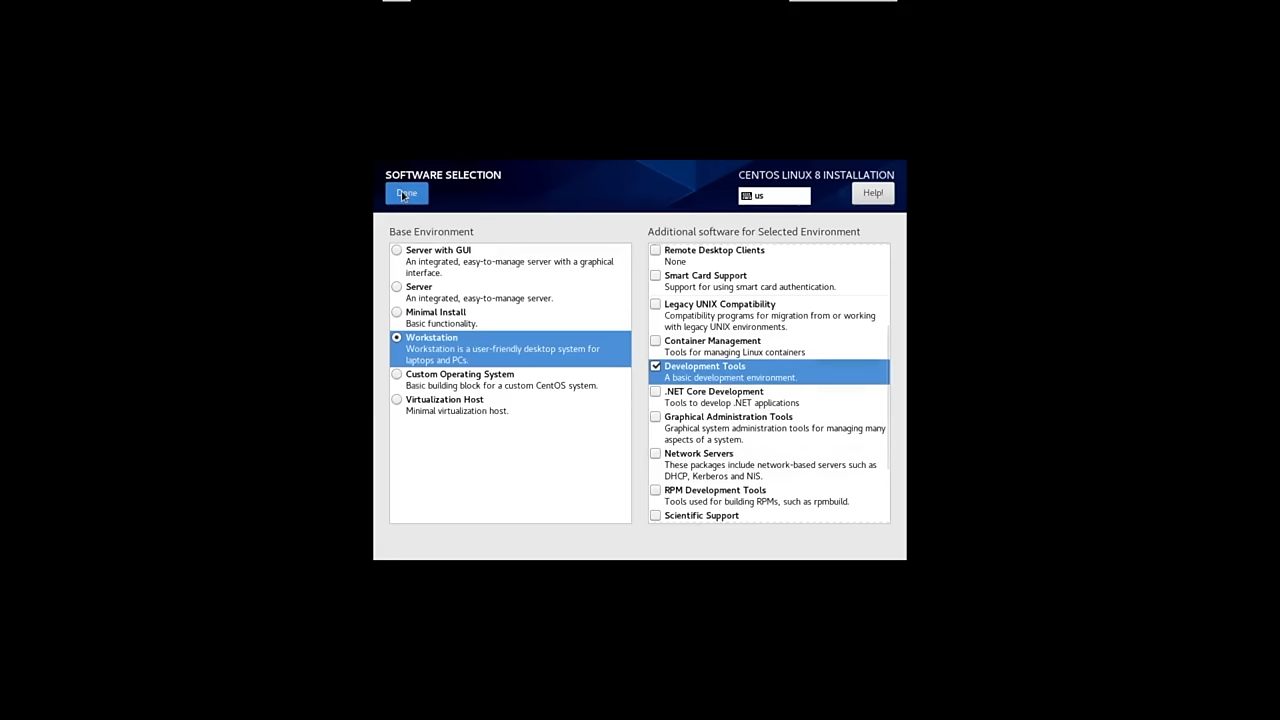 SOFTWARE SELECTION
CENTOS LINUX 8 INSTALLATION
Done
us
Help!
Base Environment
Server with GUI
An integrated, easy-to-manage server with a graphical
interface.
Server
An integrated, easy-to-manage server.
Minimal Install
Basic functionality.
Workstation
Workstation is a user-friendly desktop system for
laptops and PCs.
Custom Operating System
Basic building block for a custom CentOS system.
Virtualization Host
Minimal virtualization host.
Additional software for Selected Environment
Remote Desktop Clients
None
Smart Card Support
Support for using smart card authentication.
Legacy UNIX Compatibility
Compatibility programs for migration from or working
with legacy UNIX environments.
Container Management
Tools for managing Linux containers
Development Tools
A basic development environment.
.NET Core Development
Tools to develop .NET applications
Graphical Administration Tools
Graphical system administration tools for managing many
aspects of a system.
Network Servers
These packages include network-based servers such as
DHCP, Kerberos and NIS.
RPM Development Tools
Tools used for building RPMs, such as rpmbuild.
Scientific Support